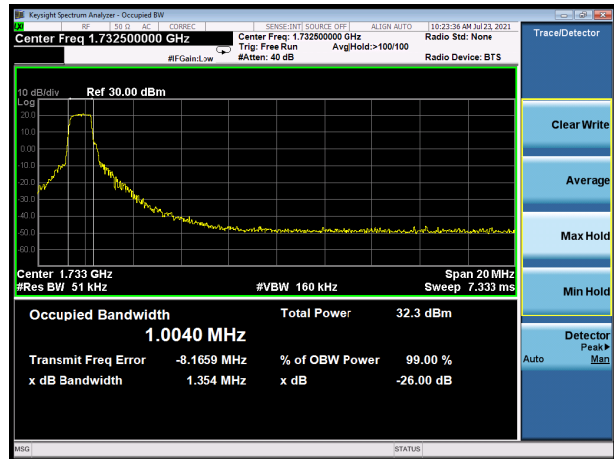 Keysight Spectrum Analyzer - Occupied BW
RF 50 Ω AC CORREC SENSE:INT SOURCE OFF ALIGN AUTO 10:23:36 AM Jul 23, 2021
Center Freq 1.732500000 GHz
Center Freq: 1.732500000 GHz
Radio Std: None
Trig: Free Run
Avg|Hold:>100/100
#IFGain:Low
#Atten: 40 dB
Radio Device: BTS
Trace/Detector
10 dB/div
Ref 30.00 dBm
Log
20.0
10.0
0.00
-10.0
-20.0
-30.0
-40.0
-50.0
-60.0
Center 1.733 GHz
Span 20 MHz
#Res BW 51 kHz
#VBW 160 kHz
Sweep 7.333 ms
Occupied Bandwidth
Total Power 32.3 dBm
1.0040 MHz
Transmit Freq Error -8.1659 MHz
% of OBW Power 99.00 %
x dB Bandwidth 1.354 MHz
x dB -26.00 dB
Clear Write
Average
Max Hold
Min Hold
Detector
Peak▶
Auto Man
MSG
STATUS